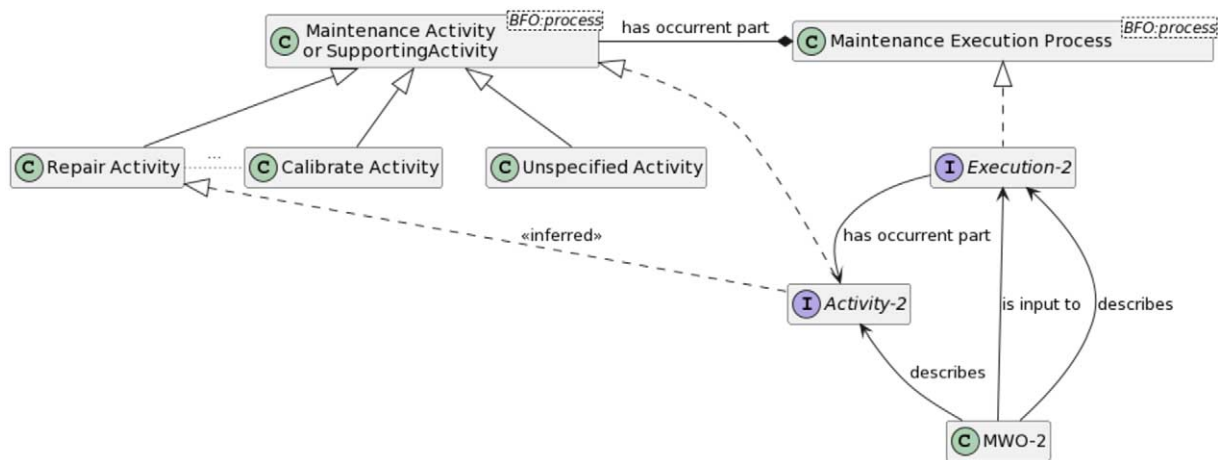 BFO:process
C Maintenance Activity
or SupportingActivity
has occurrent part
BFO:process
C Maintenance Execution Process
C Repair Activity
...
C Calibrate Activity
C Unspecified Activity
I Execution-2
«inferred»
has occurrent part
I Activity-2
is input to
describes
describes
C MWO-2